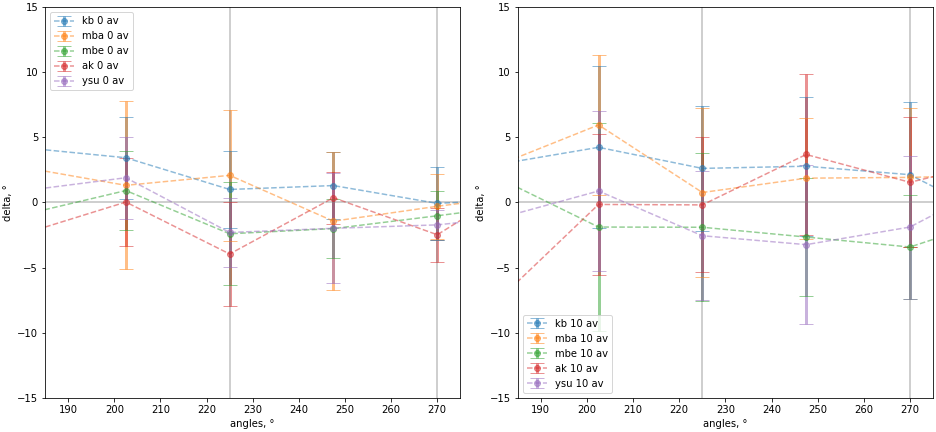 15
10
5
0
−5
−10
−15
delta, °
kb 0 av
mba 0 av
mbe 0 av
ak 0 av
ysu 0 av
190 200 210 220 230 240 250 260 270
angles, °
15
10
5
0
−5
−10
−15
delta, °
kb 10 av
mba 10 av
mbe 10 av
ak 10 av
ysu 10 av
190 200 210 220 230 240 250 260 270
angles, °